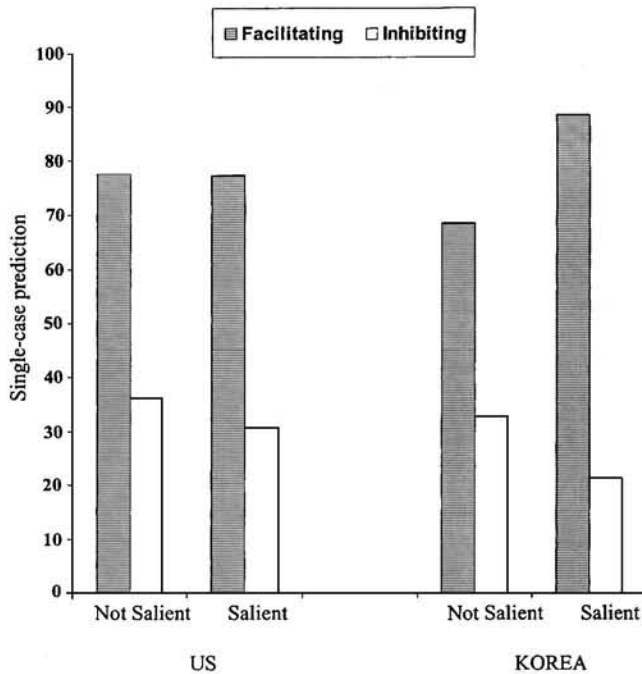 Facilitating Inhibiting
100
90
80
70
60
50
40
30
20
10
0
Single-case prediction
Not Salient Salient Not Salient Salient
US KOREA